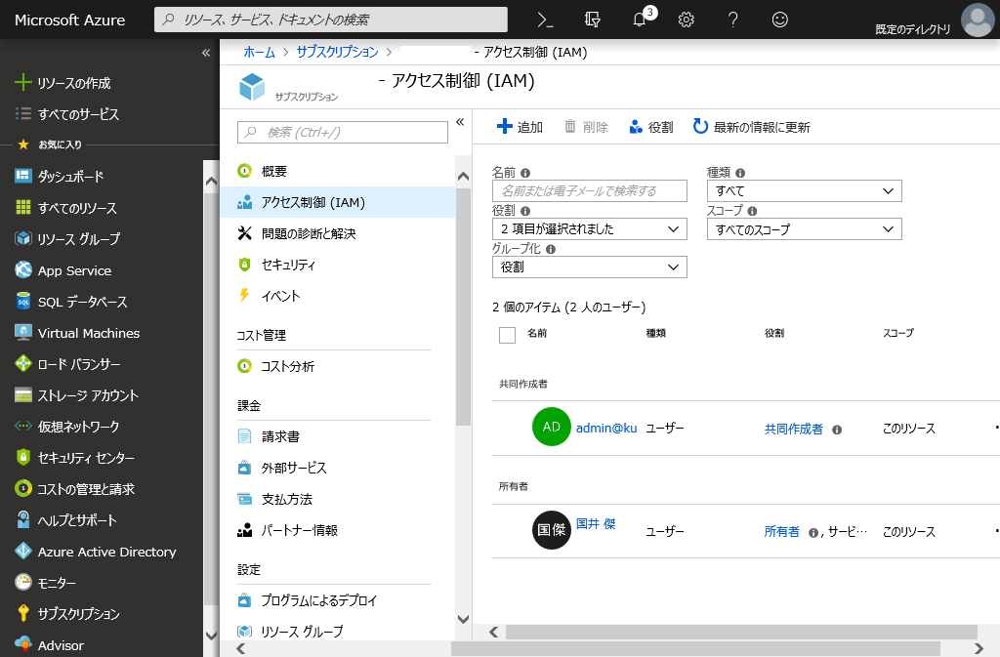 Microsoft Azure
リソース、サービス、ドキュメントの検索
3
既定のディレクトリ
リソースの作成
すべてのサービス
お気に入り
ダッシュボード
すべてのリソース
リソース グループ
App Service
SQL データベース
Virtual Machines
ロード バランサー
ストレージ アカウント
仮想ネットワーク
セキュリティ センター
コストの管理と請求
ヘルプとサポート
Azure Active Directory
モニター
サブスクリプション
Advisor
ホーム > サブスクリプション > - アクセス制御 (IAM)
- アクセス制御 (IAM)
サブスクリプション
検索 (Ctrl+/)
概要
アクセス制御 (IAM)
問題の診断と解決
セキュリティ
イベント
コスト管理
コスト分析
課金
請求書
外部サービス
支払方法
パートナー情報
設定
プログラムによるデプロイ
リソース グループ
追加 削除 役割 最新の情報に更新
名前 種類
名前または電子メールで検索する すべて
役割 スコープ
2 項目が選択されました すべてのスコープ
グループ化
役割
2 個のアイテム (2 人のユーザー)
名前 種類 役割 スコープ
共同作成者
AD admin@ku ユーザー 共同作成者 このリソース
所有者
国傑 国井 傑 ユーザー 所有者 , サービ… このリソース